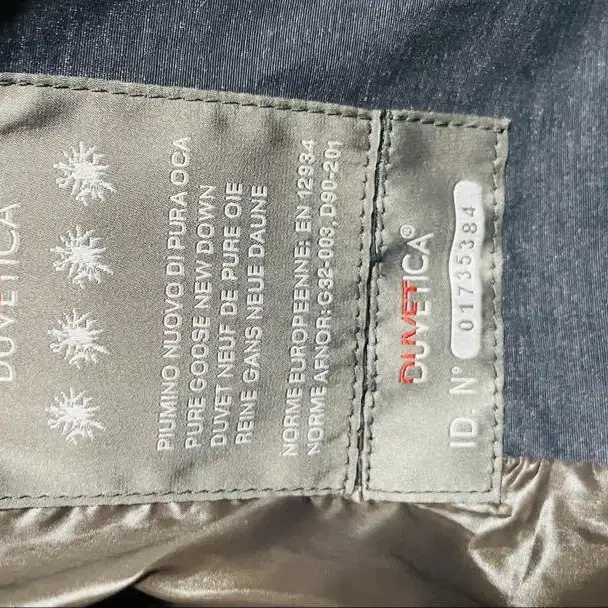 DUVETICA
PIUMINO NUOVO DI PURA OCA
PURE GOOSE NEW DOWN
DUVET NEUF DE PURE OIE
REINE GANS NEUE DAUNE
NORME EUROPEENNE: EN 12934
NORME AFNOR: G32-003, D90-201
DUVET
DUVETICA®
ID. N° 01735384